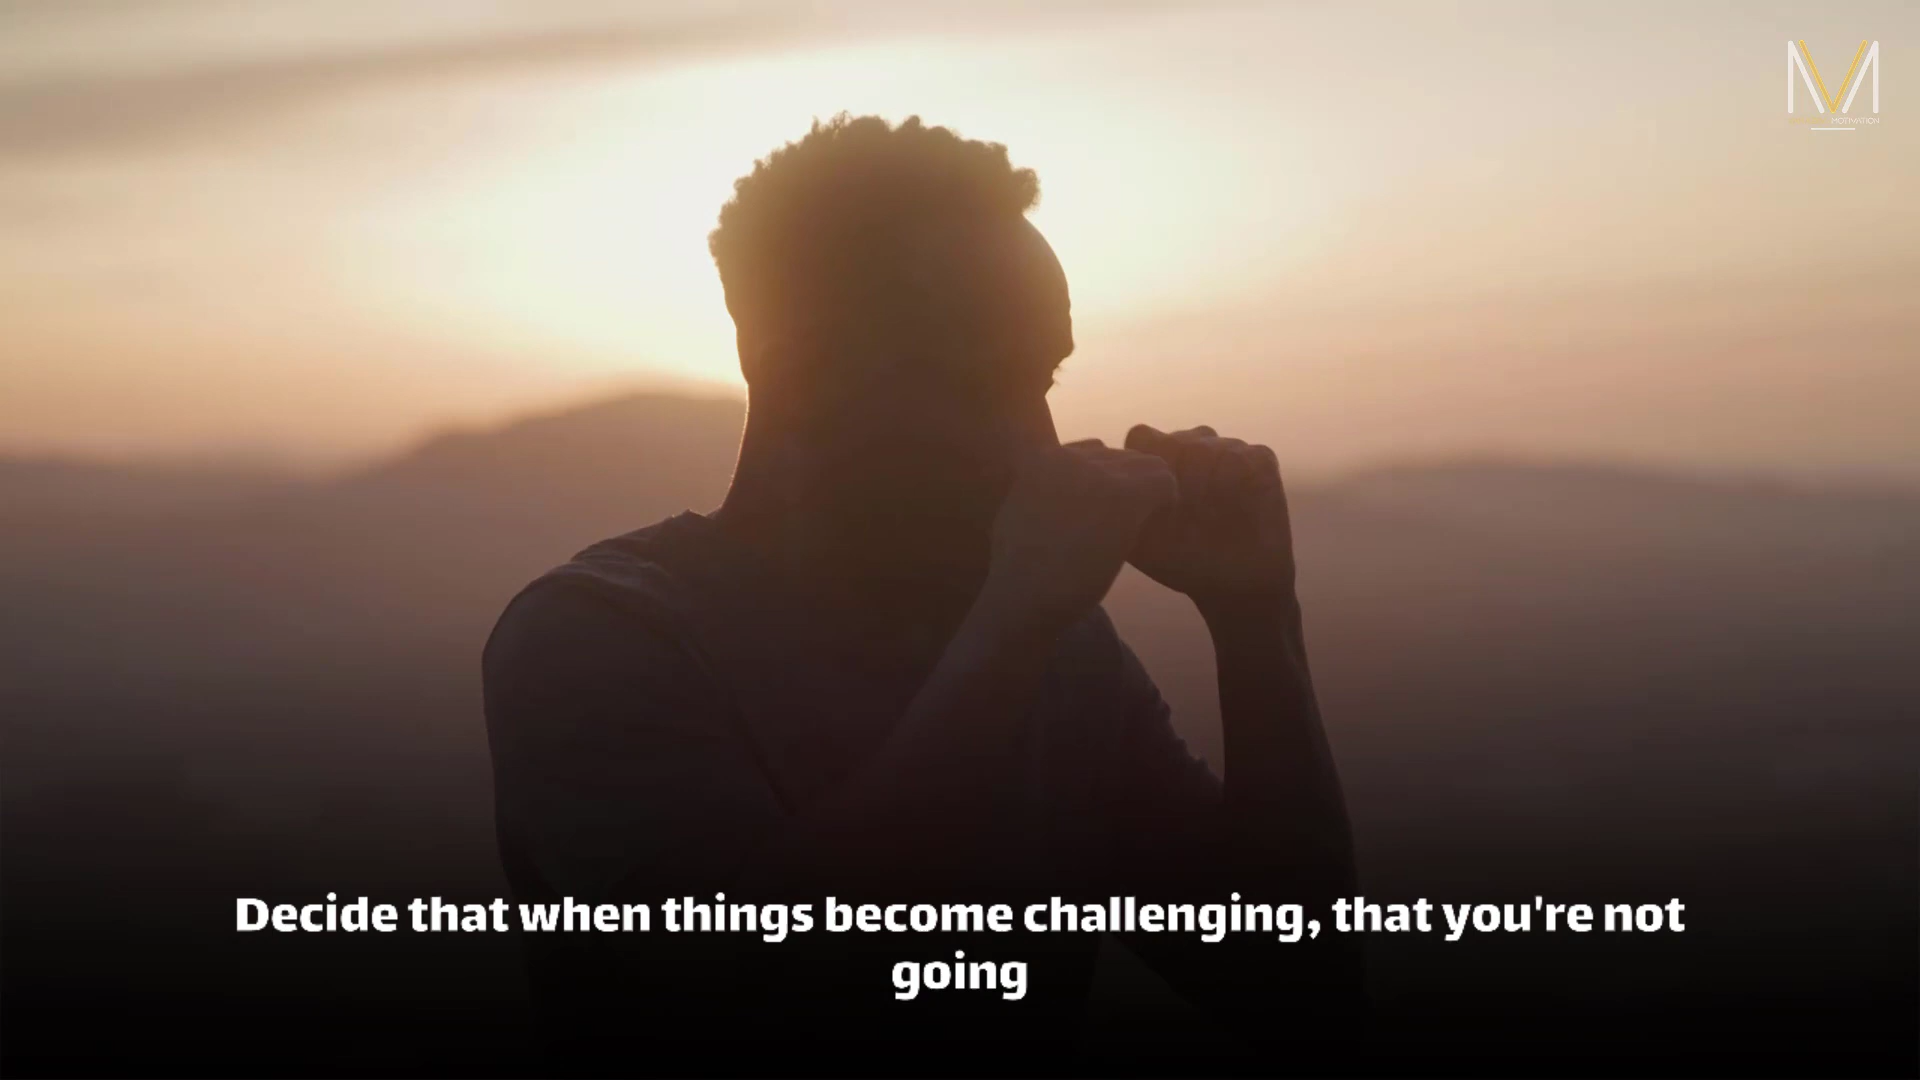 MOTIVATION
Decide that when things become challenging, that you're not
going